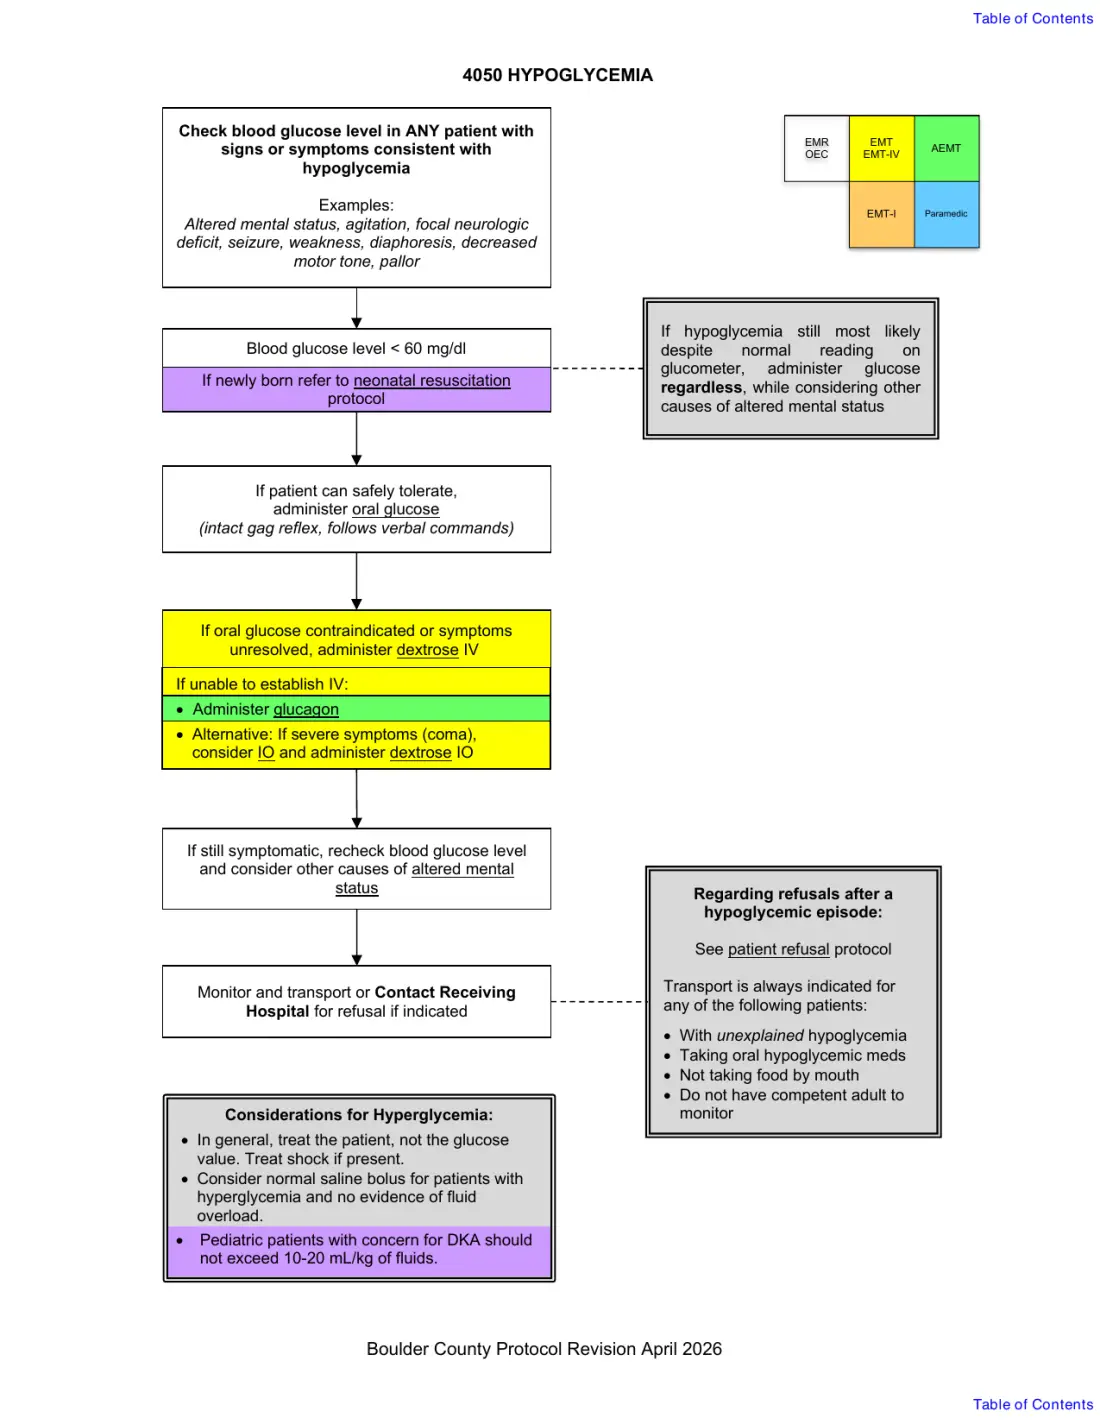 Table of Contents
4050 HYPOGLYCEMIA
Check blood glucose level in ANY patient with
signs or symptoms consistent with
hypoglycemia
Examples:
Altered mental status, agitation, focal neurologic
deficit, seizure, weakness, diaphoresis, decreased
motor tone, pallor
EMR
OEC
EMT
EMT-IV
AEMT
EMT-I
Paramedic
Blood glucose level < 60 mg/dl
If newly born refer to neonatal resuscitation
protocol
If hypoglycemia still most likely
despite normal reading on
glucometer, administer glucose
regardless, while considering other
causes of altered mental status
If patient can safely tolerate,
administer oral glucose
(intact gag reflex, follows verbal commands)
If oral glucose contraindicated or symptoms
unresolved, administer dextrose IV
If unable to establish IV:
• Administer glucagon
• Alternative: If severe symptoms (coma),
consider IO and administer dextrose IO
If still symptomatic, recheck blood glucose level
and consider other causes of altered mental
status
Monitor and transport or Contact Receiving
Hospital for refusal if indicated
Regarding refusals after a
hypoglycemic episode:
See patient refusal protocol
Transport is always indicated for
any of the following patients:
• With unexplained hypoglycemia
• Taking oral hypoglycemic meds
• Not taking food by mouth
• Do not have competent adult to
monitor
Considerations for Hyperglycemia:
• In general, treat the patient, not the glucose
value. Treat shock if present.
• Consider normal saline bolus for patients with
hyperglycemia and no evidence of fluid
overload.
• Pediatric patients with concern for DKA should
not exceed 10-20 mL/kg of fluids.
Boulder County Protocol Revision April 2026
Table of Contents